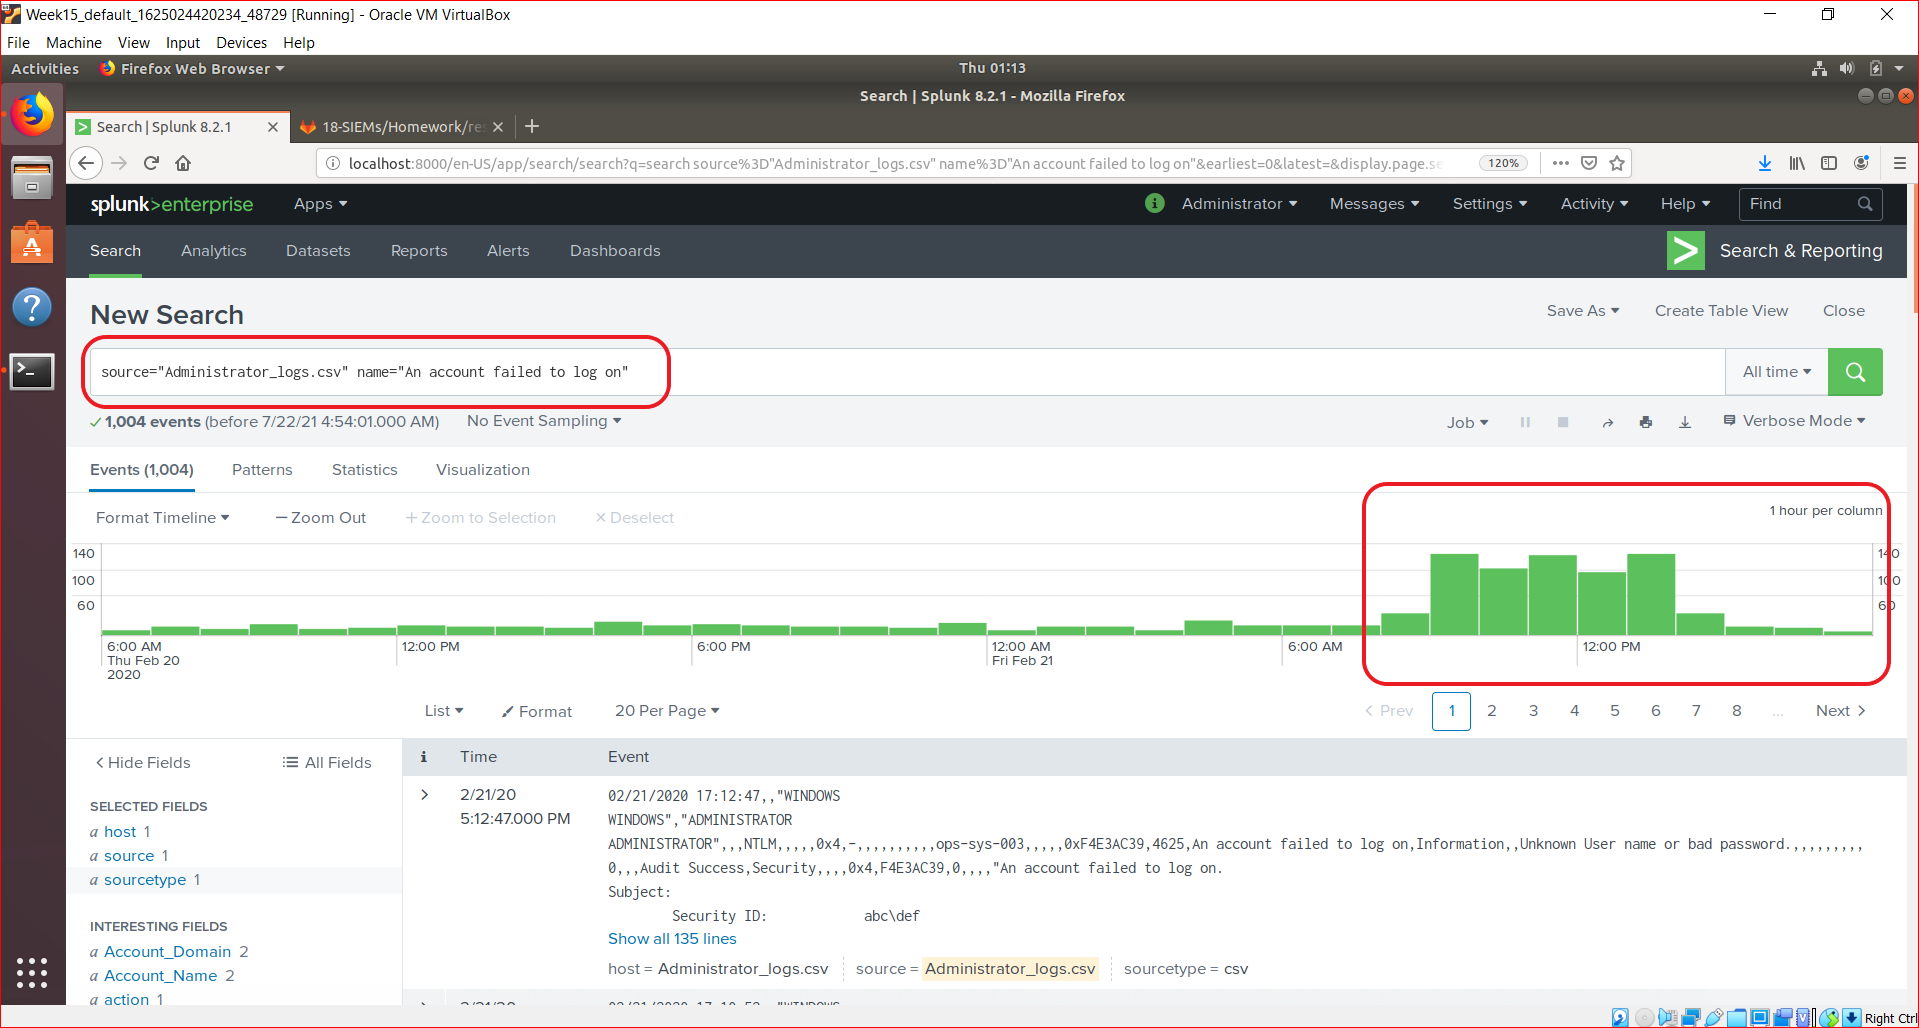 Week15_default_1625024420234_48729 [Running] - Oracle VM VirtualBox
File Machine View Input Devices Help
Activities Firefox Web Browser Thu 01:13
Search | Splunk 8.2.1 - Mozilla Firefox
Search | Splunk 8.2.1 18-SIEMs/Homework/re
localhost:8000/en-US/app/search/search?q=search source%3D"Administrator_logs.csv" name%3D"An account failed to log on"&earliest=0&latest=&display.page.se 120%
splunk>enterprise Apps Administrator Messages Settings Activity Help Find
Search Analytics Datasets Reports Alerts Dashboards Search & Reporting
New Search Save As Create Table View Close
source="Administrator_logs.csv" name="An account failed to log on" All time
1,004 events (before 7/22/21 4:54:01.000 AM) No Event Sampling Job Verbose Mode
Events (1,004) Patterns Statistics Visualization
Format Timeline — Zoom Out + Zoom to Selection × Deselect 1 hour per column
140 140
100 100
60 60
6:00 AM 12:00 PM 6:00 PM 12:00 AM 6:00 AM 12:00 PM
Thu Feb 20 Fri Feb 21
2020
List Format 20 Per Page < Prev 1 2 3 4 5 6 7 8 ... Next >
< Hide Fields All Fields i Time Event
SELECTED FIELDS
a host 1
a source 1
a sourcetype 1
INTERESTING FIELDS
a Account_Domain 2
a Account_Name 2
a action 1
> 2/21/20
5:12:47.000 PM
02/21/2020 17:12:47,,"WINDOWS
WINDOWS","ADMINISTRATOR
ADMINISTRATOR",,,NTLM,,,,,0x4,-,,,,,,,,,,ops-sys-003,,,,,0xF4E3AC39,4625,An account failed to log on,Information,,Unknown User name or bad password.,,,,,,,,,
0,,,Audit Success,Security,,,,0x4,F4E3AC39,0,,,,"An account failed to log on.
Subject:
Security ID: abc\def
Show all 135 lines
host = Administrator_logs.csv source = Administrator_logs.csv sourcetype = csv
Right Ctrl